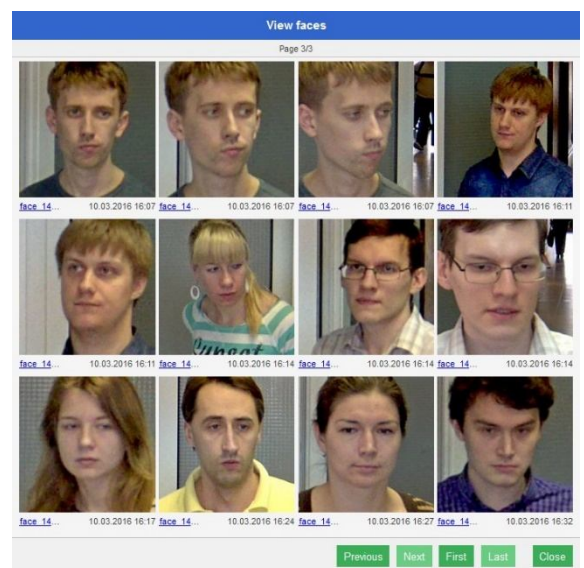 View faces
Page 3/3
face_14... 10.03.2016 16:07 face_14... 10.03.2016 16:07 face_14... 10.03.2016 16:07 face_14... 10.03.2016 16:11
face_14... 10.03.2016 16:11 face_14... 10.03.2016 16:14 face_14... 10.03.2016 16:14 face_14... 10.03.2016 16:14
face_14... 10.03.2016 16:17 face_14... 10.03.2016 16:24 face_14... 10.03.2016 16:27 face_14... 10.03.2016 16:32
Previous Next First Last Close